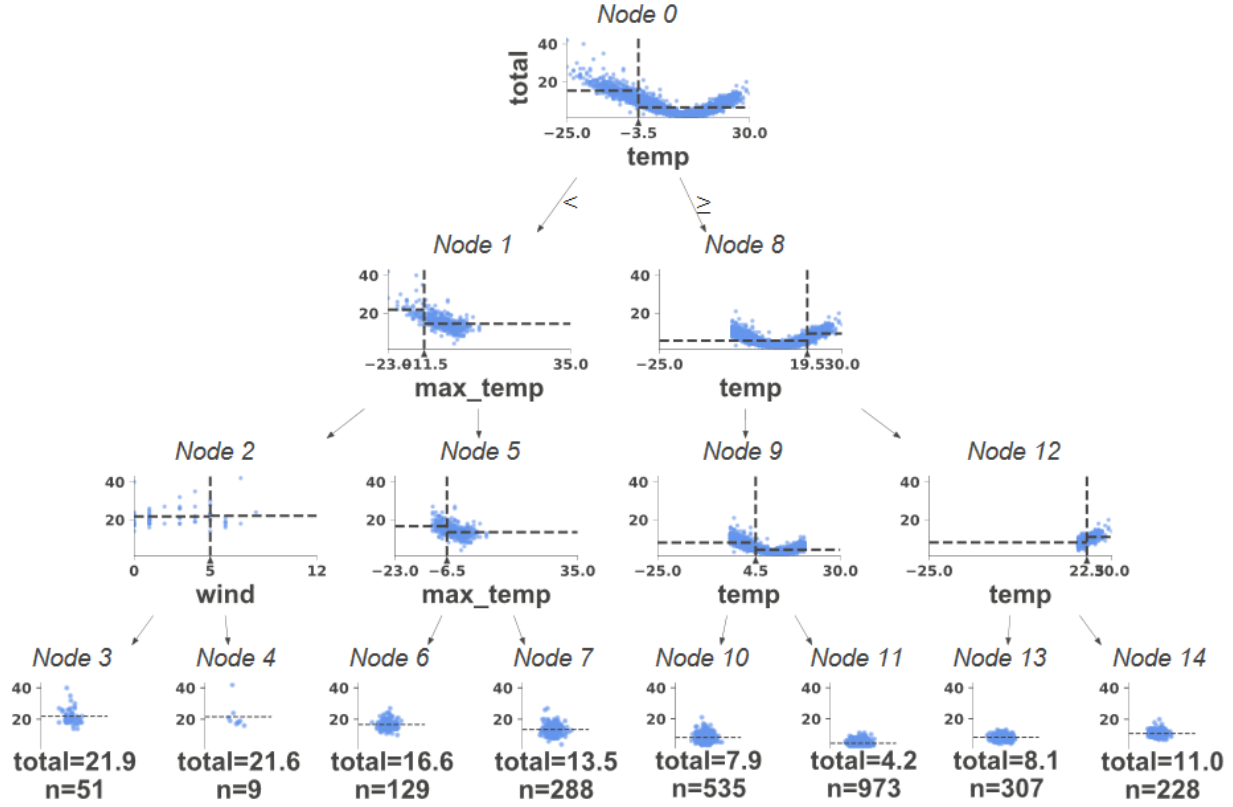 Node 0
40
20
total
−25.0 −3.5 30.0
temp
< ≥
Node 1 Node 8
40 40
20 20
−23.0 −11.5 35.0 −25.0 19.5 30.0
max_temp temp
Node 2 Node 5 Node 9 Node 12
40 40 40 40
20 20 20 20
0 5 12 −23.0 −6.5 35.0 −25.0 4.5 30.0 −25.0 22.5 30.0
wind max_temp temp temp
Node 3 Node 4 Node 6 Node 7 Node 10 Node 11 Node 13 Node 14
40 40 40 40 40 40 40 40
20 20 20 20 20 20 20 20
total=21.9 total=21.6 total=16.6 total=13.5 total=7.9 total=4.2 total=8.1 total=11.0
n=51 n=9 n=129 n=288 n=535 n=973 n=307 n=228